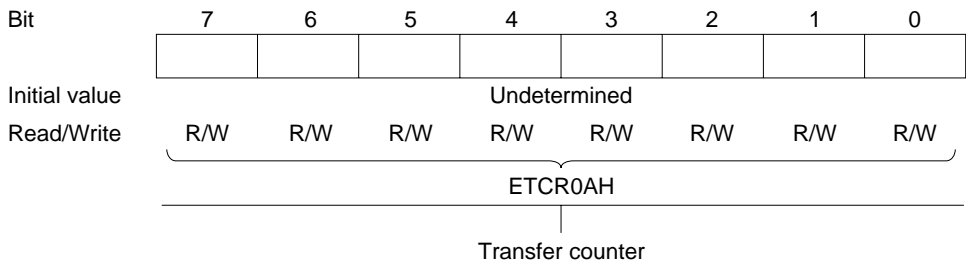 Bit 7 6 5 4 3 2 1 0
Initial value Undetermined
Read/Write R/W R/W R/W R/W R/W R/W R/W R/W
ETCR0AH
Transfer counter